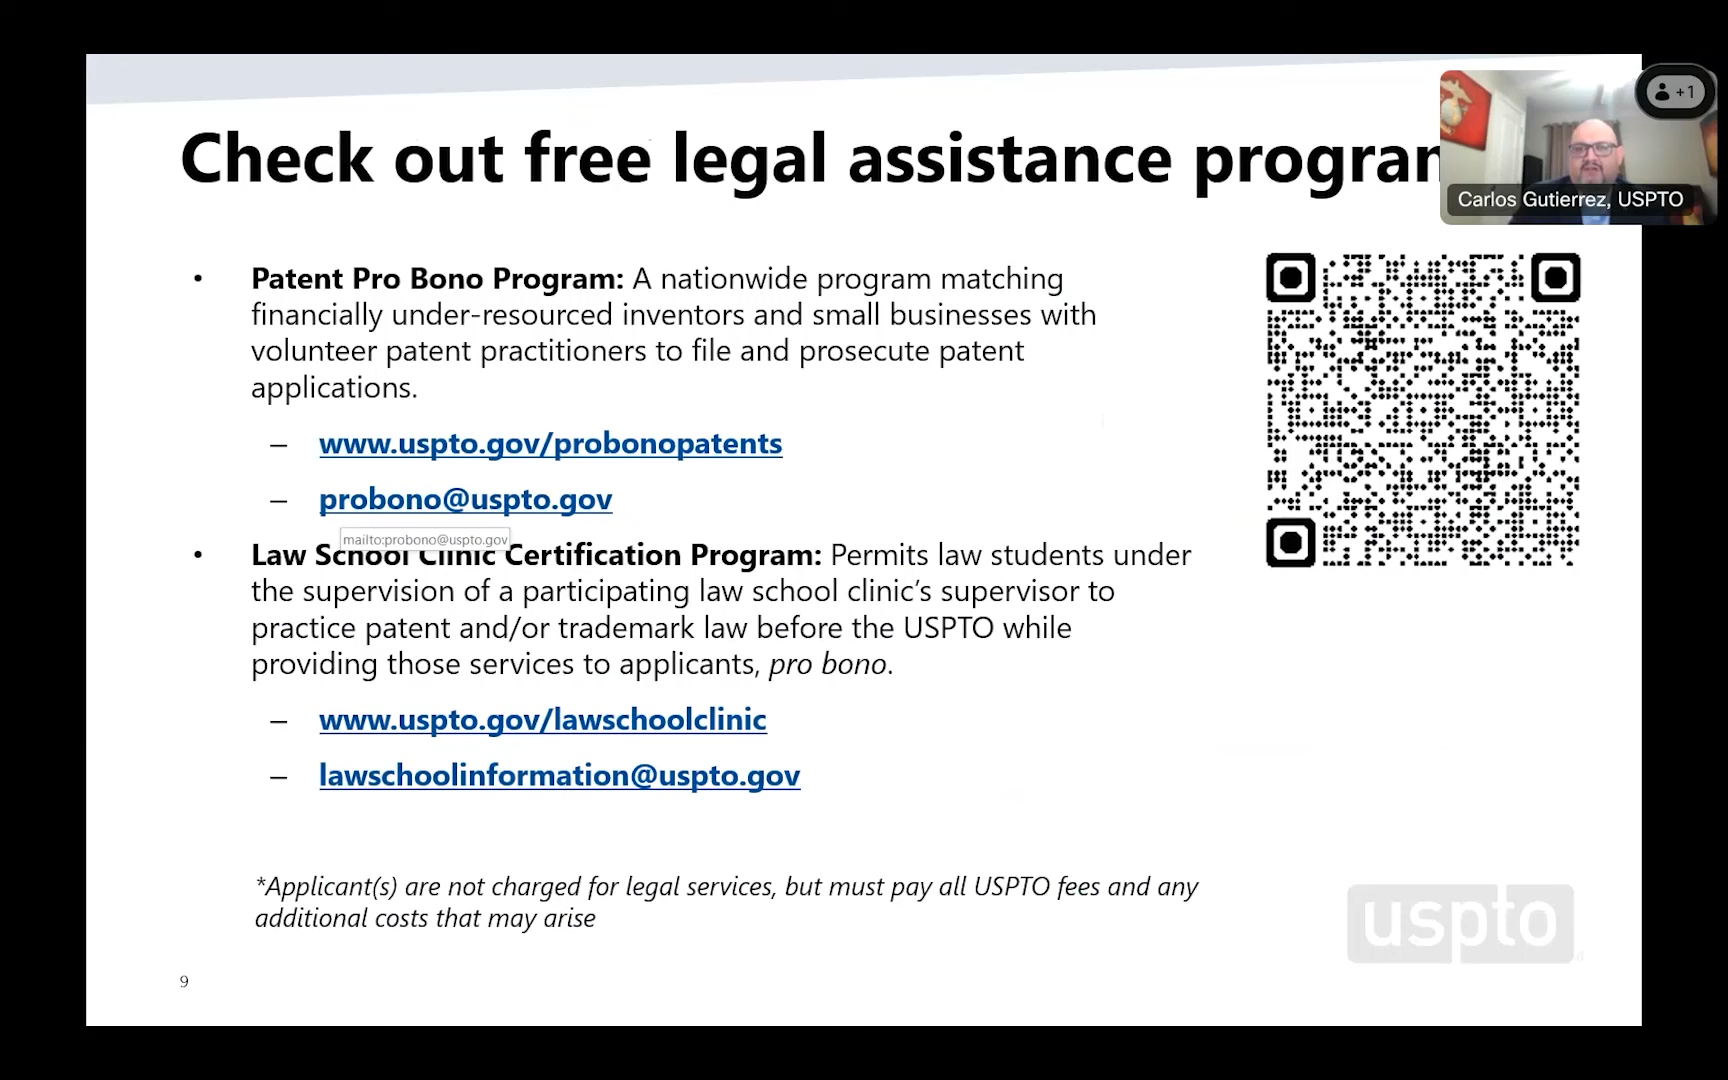 Check out free legal assistance progra
+1
Carlos Gutierrez, USPTO
• Patent Pro Bono Program: A nationwide program matching
financially under-resourced inventors and small businesses with
volunteer patent practitioners to file and prosecute patent
applications.
– www.uspto.gov/probonopatents
– probono@uspto.gov
mailto:probono@uspto.gov
• Law School Clinic Certification Program: Permits law students under
the supervision of a participating law school clinic’s supervisor to
practice patent and/or trademark law before the USPTO while
providing those services to applicants, pro bono.
– www.uspto.gov/lawschoolclinic
– lawschoolinformation@uspto.gov
*Applicant(s) are not charged for legal services, but must pay all USPTO fees and any
additional costs that may arise
uspto
9